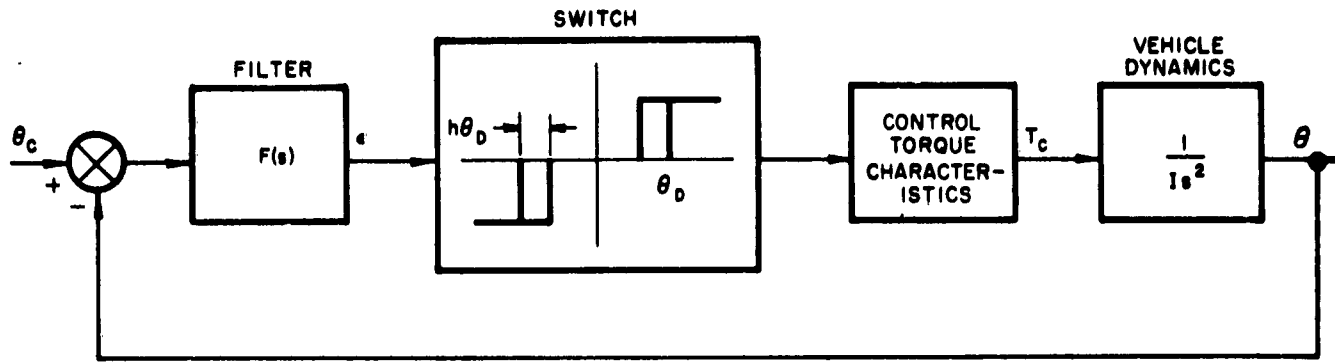 SWITCH
FILTER
VEHICLE
DYNAMICS
θc
+
-
F(s)
ϵ
hθD
θD
CONTROL
TORQUE
CHARACTER-
ISTICS
Tc
1
Is²
θ